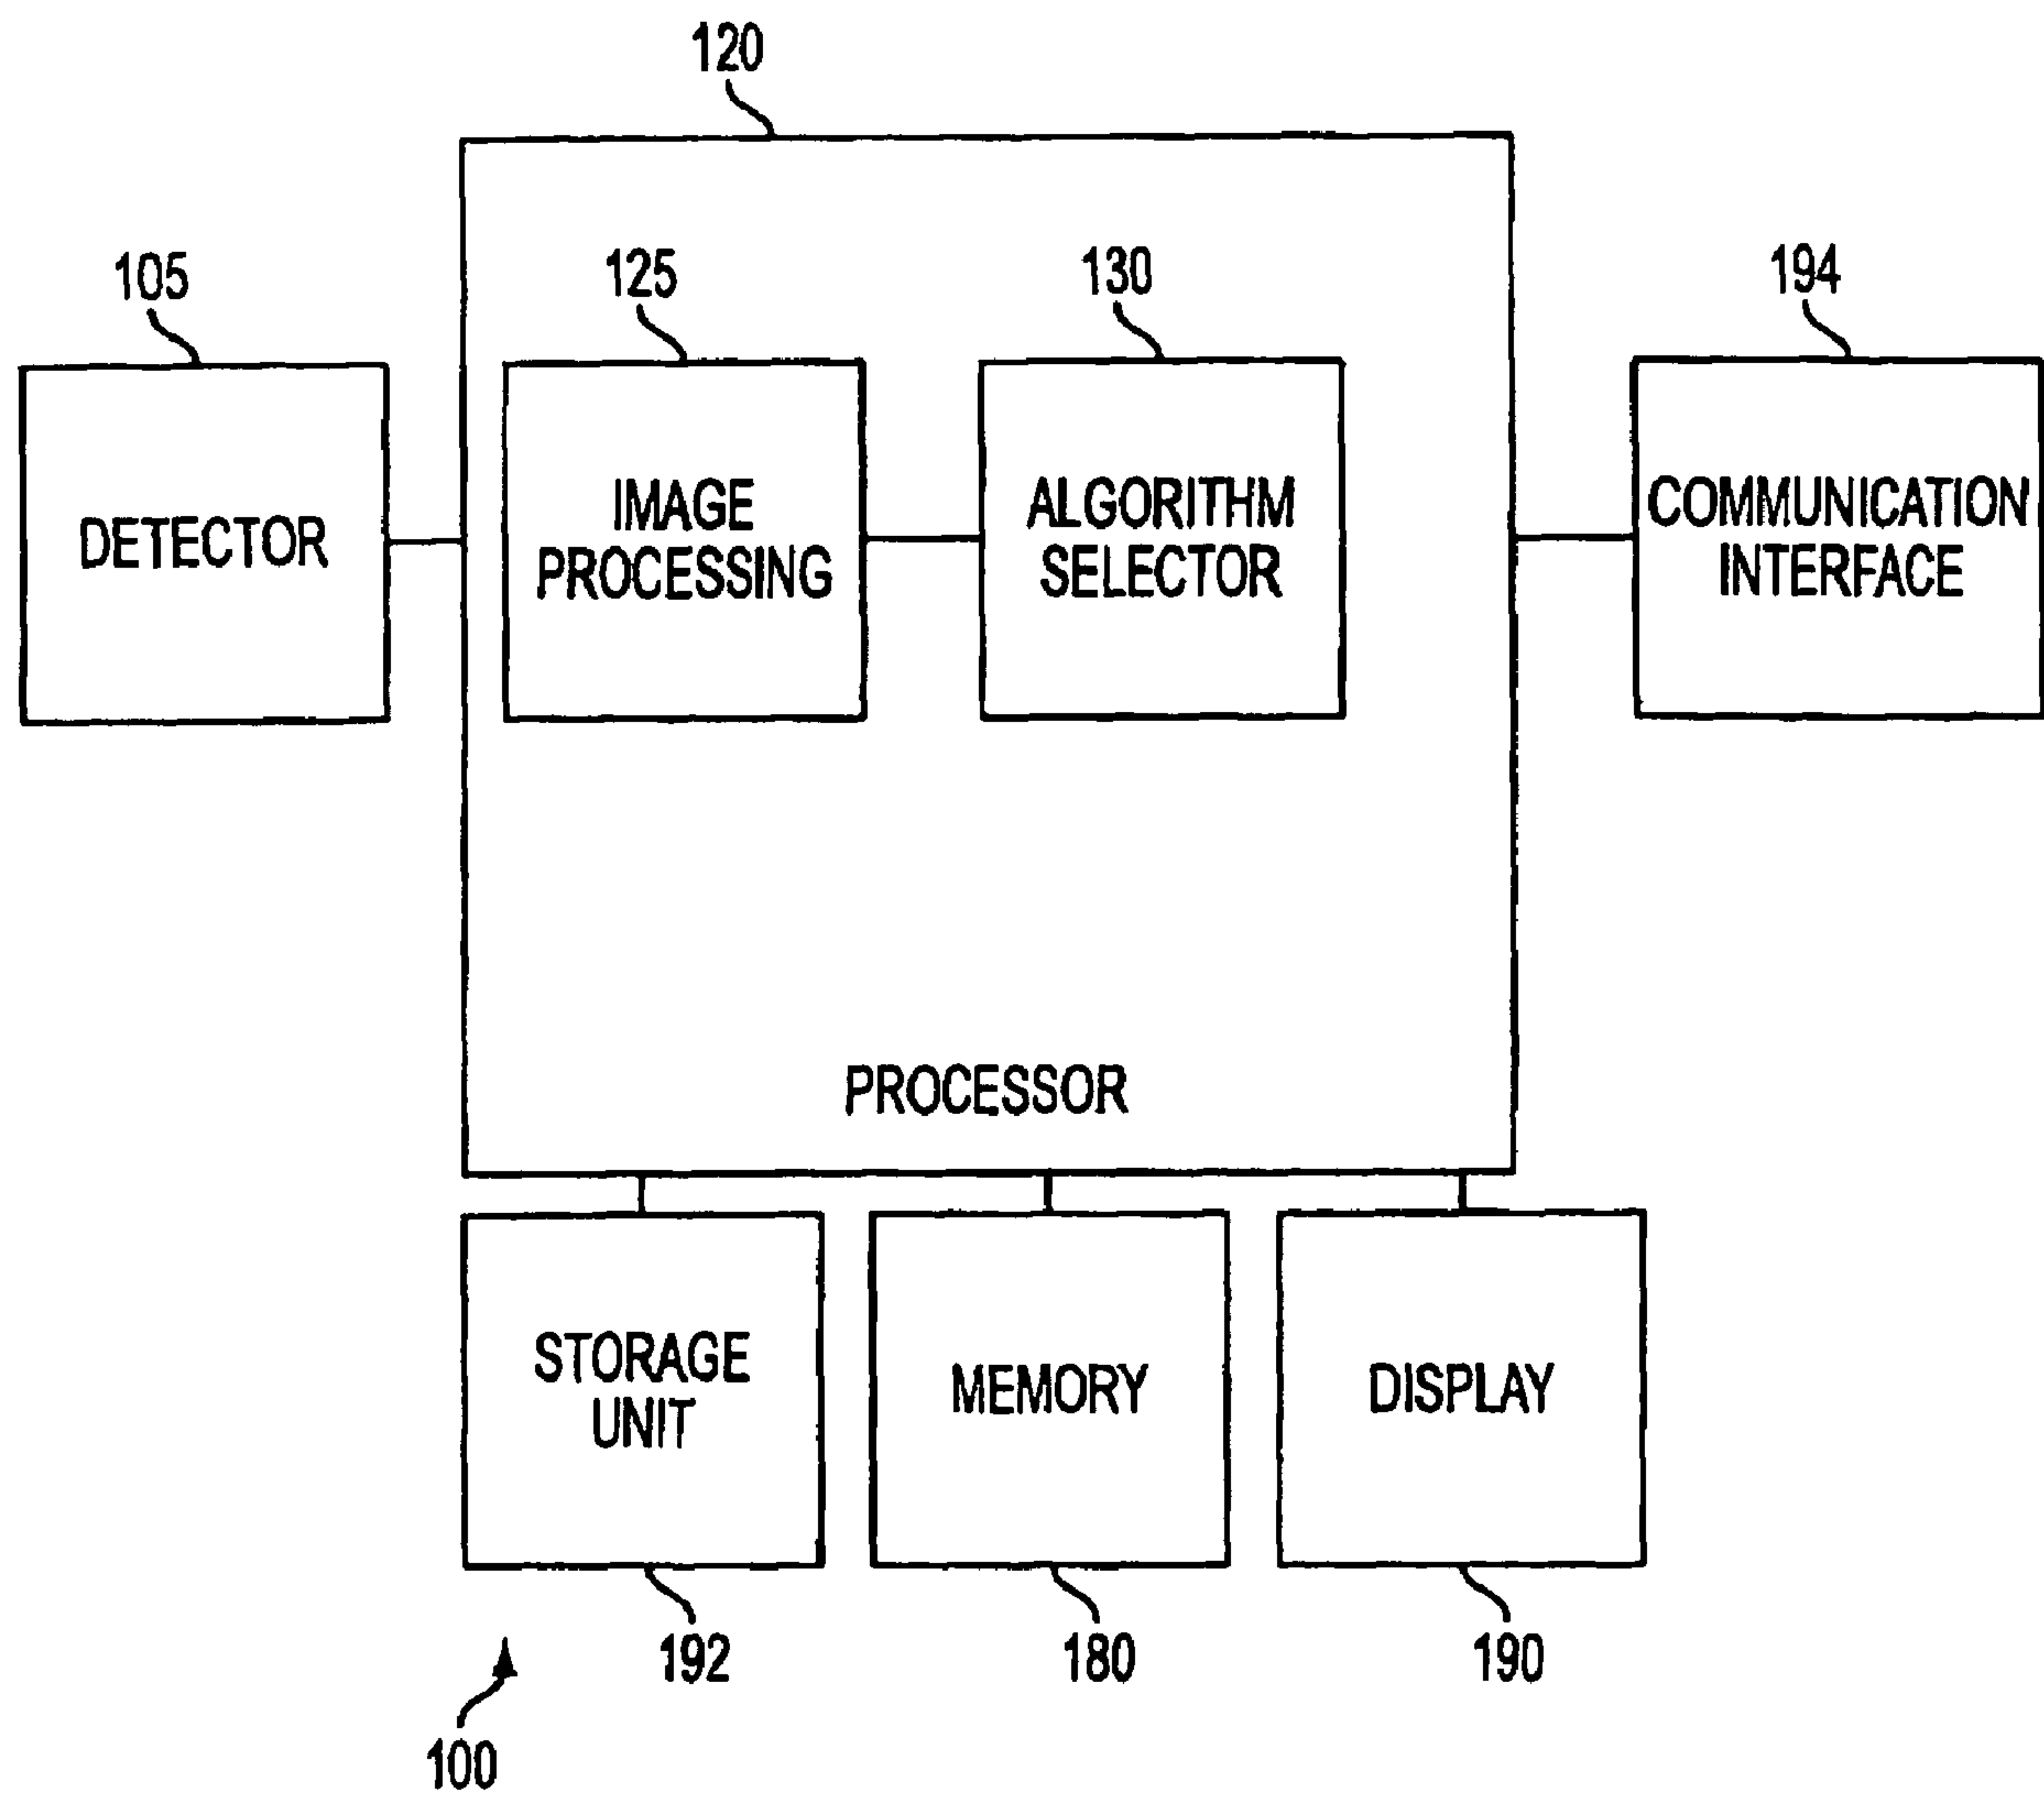 120
105
125
130
194
DETECTOR
IMAGE
PROCESSING
ALGORITHM
SELECTOR
COMMUNICATION
INTERFACE
PROCESSOR
STORAGE
UNIT
MEMORY
DISPLAY
192
180
190
100